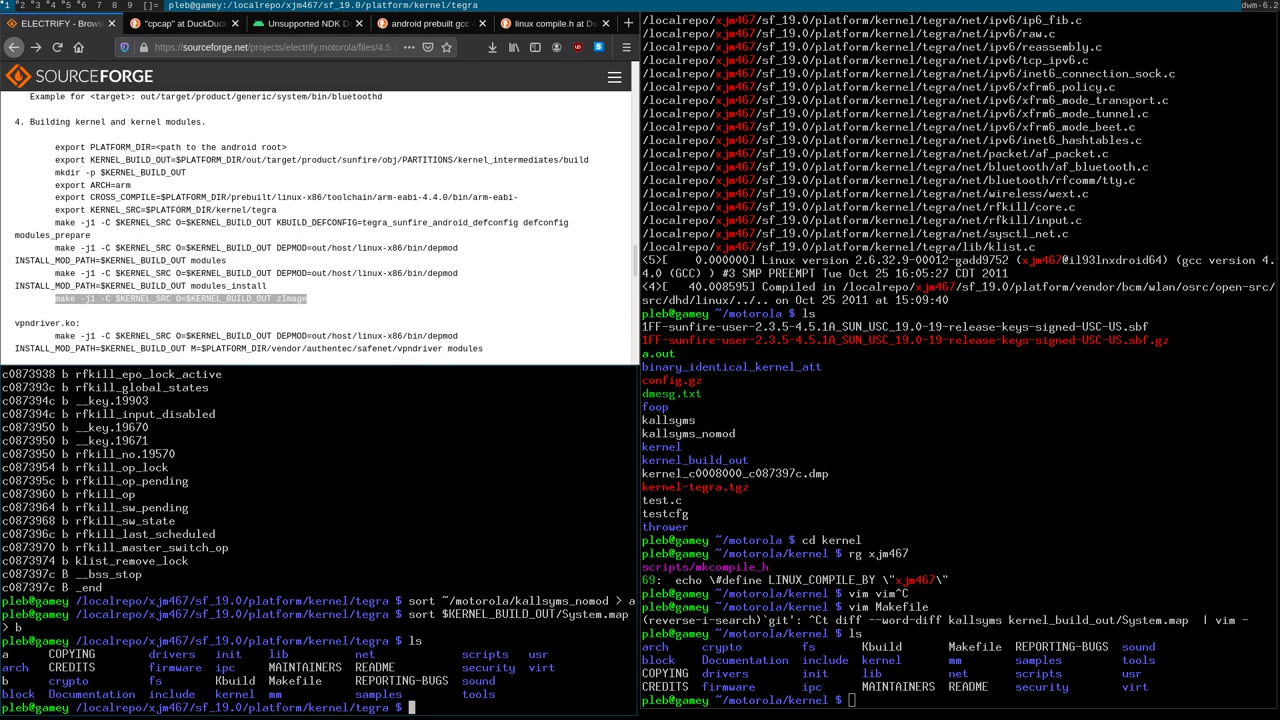 1 2 3 4 5 6 7 8 9 []= pleb@gamey:/localrepo/xjm467/sf_19.0/platform/kernel/tegra dwm-6.2
ELECTRIFY - Brows
"cpcap" at DuckDuc
Unsupported NDK D
android prebuilt gcc
linux compile.h at Du
https://sourceforge.net/projects/electrify.motorola/files/4.5.
SOURCEFORGE
Example for <target>: out/target/product/generic/system/bin/bluetoothd
4. Building kernel and kernel modules.
export PLATFORM_DIR=<path to the android root>
export KERNEL_BUILD_OUT=$PLATFORM_DIR/out/target/product/sunfire/obj/PARTITIONS/kernel_intermediates/build
mkdir -p $KERNEL_BUILD_OUT
export ARCH=arm
export CROSS_COMPILE=$PLATFORM_DIR/prebuilt/linux-x86/toolchain/arm-eabi-4.4.0/bin/arm-eabi-
export KERNEL_SRC=$PLATFORM_DIR/kernel/tegra
make -j1 -C $KERNEL_SRC O=$KERNEL_BUILD_OUT KBUILD_DEFCONFIG=tegra_sunfire_android_defconfig defconfig
modules_prepare
make -j1 -C $KERNEL_SRC O=$KERNEL_BUILD_OUT DEPMOD=out/host/linux-x86/bin/depmod
INSTALL_MOD_PATH=$KERNEL_BUILD_OUT modules
make -j1 -C $KERNEL_SRC O=$KERNEL_BUILD_OUT DEPMOD=out/host/linux-x86/bin/depmod
INSTALL_MOD_PATH=$KERNEL_BUILD_OUT modules_install
make -j1 -C $KERNEL_SRC O=$KERNEL_BUILD_OUT zImage
vpndriver.ko:
make -j1 -C $KERNEL_SRC O=$KERNEL_BUILD_OUT DEPMOD=out/host/linux-x86/bin/depmod
INSTALL_MOD_PATH=$KERNEL_BUILD_OUT M=$PLATFORM_DIR/vendor/authentec/safenet/vpndriver modules
c0873938 b rfkill_epo_lock_active
c087393c b rfkill_global_states
c087394c b __key.19903
c087394c b rfkill_input_disabled
c0873950 b __key.19670
c0873950 b __key.19671
c0873950 b rfkill_no.19570
c0873954 b rfkill_op_lock
c087395c b rfkill_op_pending
c0873960 b rfkill_op
c0873964 b rfkill_sw_pending
c0873968 b rfkill_sw_state
c087396c b rfkill_last_scheduled
c0873970 b rfkill_master_switch_op
c0873974 b klist_remove_lock
c087397c B __bss_stop
c087397c B _end
pleb@gamey /localrepo/xjm467/sf_19.0/platform/kernel/tegra $ sort ~/motorola/kallsyms_nomod > a
pleb@gamey /localrepo/xjm467/sf_19.0/platform/kernel/tegra $ sort $KERNEL_BUILD_OUT/System.map
> b
pleb@gamey /localrepo/xjm467/sf_19.0/platform/kernel/tegra $ ls
a COPYING drivers init lib net scripts usr
arch CREDITS firmware ipc MAINTAINERS README security virt
b crypto fs Kbuild Makefile REPORTING-BUGS sound
block Documentation include kernel mm samples tools
pleb@gamey /localrepo/xjm467/sf_19.0/platform/kernel/tegra $
/localrepo/xjm467/sf_19.0/platform/kernel/tegra/net/ipv6/ip6_fib.c
/localrepo/xjm467/sf_19.0/platform/kernel/tegra/net/ipv6/raw.c
/localrepo/xjm467/sf_19.0/platform/kernel/tegra/net/ipv6/reassembly.c
/localrepo/xjm467/sf_19.0/platform/kernel/tegra/net/ipv6/tcp_ipv6.c
/localrepo/xjm467/sf_19.0/platform/kernel/tegra/net/ipv6/inet6_connection_sock.c
/localrepo/xjm467/sf_19.0/platform/kernel/tegra/net/ipv6/xfrm6_policy.c
/localrepo/xjm467/sf_19.0/platform/kernel/tegra/net/ipv6/xfrm6_mode_transport.c
/localrepo/xjm467/sf_19.0/platform/kernel/tegra/net/ipv6/xfrm6_mode_tunnel.c
/localrepo/xjm467/sf_19.0/platform/kernel/tegra/net/ipv6/xfrm6_mode_beet.c
/localrepo/xjm467/sf_19.0/platform/kernel/tegra/net/ipv6/inet6_hashtables.c
/localrepo/xjm467/sf_19.0/platform/kernel/tegra/net/packet/af_packet.c
/localrepo/xjm467/sf_19.0/platform/kernel/tegra/net/bluetooth/af_bluetooth.c
/localrepo/xjm467/sf_19.0/platform/kernel/tegra/net/bluetooth/rfcomm/tty.c
/localrepo/xjm467/sf_19.0/platform/kernel/tegra/net/wireless/wext.c
/localrepo/xjm467/sf_19.0/platform/kernel/tegra/net/rfkill/core.c
/localrepo/xjm467/sf_19.0/platform/kernel/tegra/net/rfkill/input.c
/localrepo/xjm467/sf_19.0/platform/kernel/tegra/net/sysctl_net.c
/localrepo/xjm467/sf_19.0/platform/kernel/tegra/lib/klist.c
<5>[    0.000000] Linux version 2.6.32.9-00012-gadd9752 (xjm467@il93lnxdroid64) (gcc version 4.
4.0 (GCC) ) #3 SMP PREEMPT Tue Oct 25 16:05:27 CDT 2011
<4>[   40.008595] Compiled in /localrepo/xjm467/sf_19.0/platform/vendor/bcm/wlan/osrc/open-src/
src/dhd/linux/../.. on Oct 25 2011 at 15:09:40
pleb@gamey ~/motorola $ ls
1FF-sunfire-user-2.3.5-4.5.1A_SUN_USC_19.0-19-release-keys-signed-USC-US.sbf
1FF-sunfire-user-2.3.5-4.5.1A_SUN_USC_19.0-19-release-keys-signed-USC-US.sbf.gz
a.out
binary_identical_kernel_att
config.gz
dmesg.txt
foop
kallsyms
kallsyms_nomod
kernel
kernel_build_out
kernel_c0008000_c087397c.dmp
kernel-tegra.tgz
test.c
testcfg
thrower
pleb@gamey ~/motorola $ cd kernel
pleb@gamey ~/motorola/kernel $ rg xjm467
scripts/mkcompile_h
69:  echo \#define LINUX_COMPILE_BY \"xjm467\"
pleb@gamey ~/motorola/kernel $ vim vim^C
pleb@gamey ~/motorola/kernel $ vim Makefile
(reverse-i-search)`git': ^Ct diff --word-diff kallsyms kernel_build_out/System.map  | vim -
pleb@gamey ~/motorola/kernel $ ls
arch crypto fs Kbuild Makefile REPORTING-BUGS sound
block Documentation include kernel mm samples tools
COPYING drivers init lib net scripts usr
CREDITS firmware ipc MAINTAINERS README security virt
pleb@gamey ~/motorola/kernel $